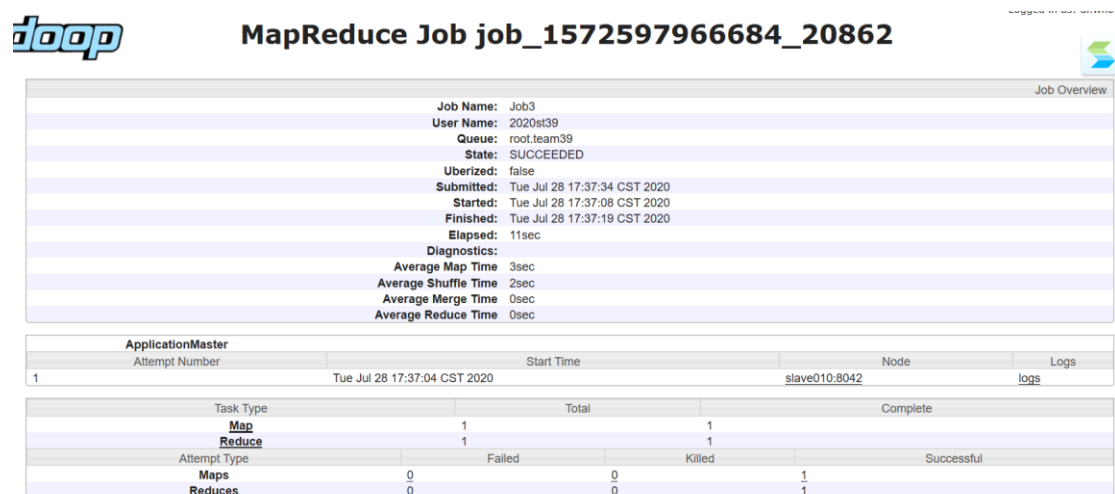 doop
MapReduce Job job_1572597966684_20862
Job Overview
Job Name: Job3
User Name: 2020st39
Queue: root.team39
State: SUCCEEDED
Uberized: false
Submitted: Tue Jul 28 17:37:34 CST 2020
Started: Tue Jul 28 17:37:08 CST 2020
Finished: Tue Jul 28 17:37:19 CST 2020
Elapsed: 11sec
Diagnostics:
Average Map Time 3sec
Average Shuffle Time 2sec
Average Merge Time 0sec
Average Reduce Time 0sec
ApplicationMaster
Attempt Number Start Time Node Logs
1 Tue Jul 28 17:37:04 CST 2020 slave010:8042 logs
Task Type Total Complete
Map 1 1
Reduce 1 1
Attempt Type Failed Killed Successful
Maps 0 0 1
Reduces 0 0 1